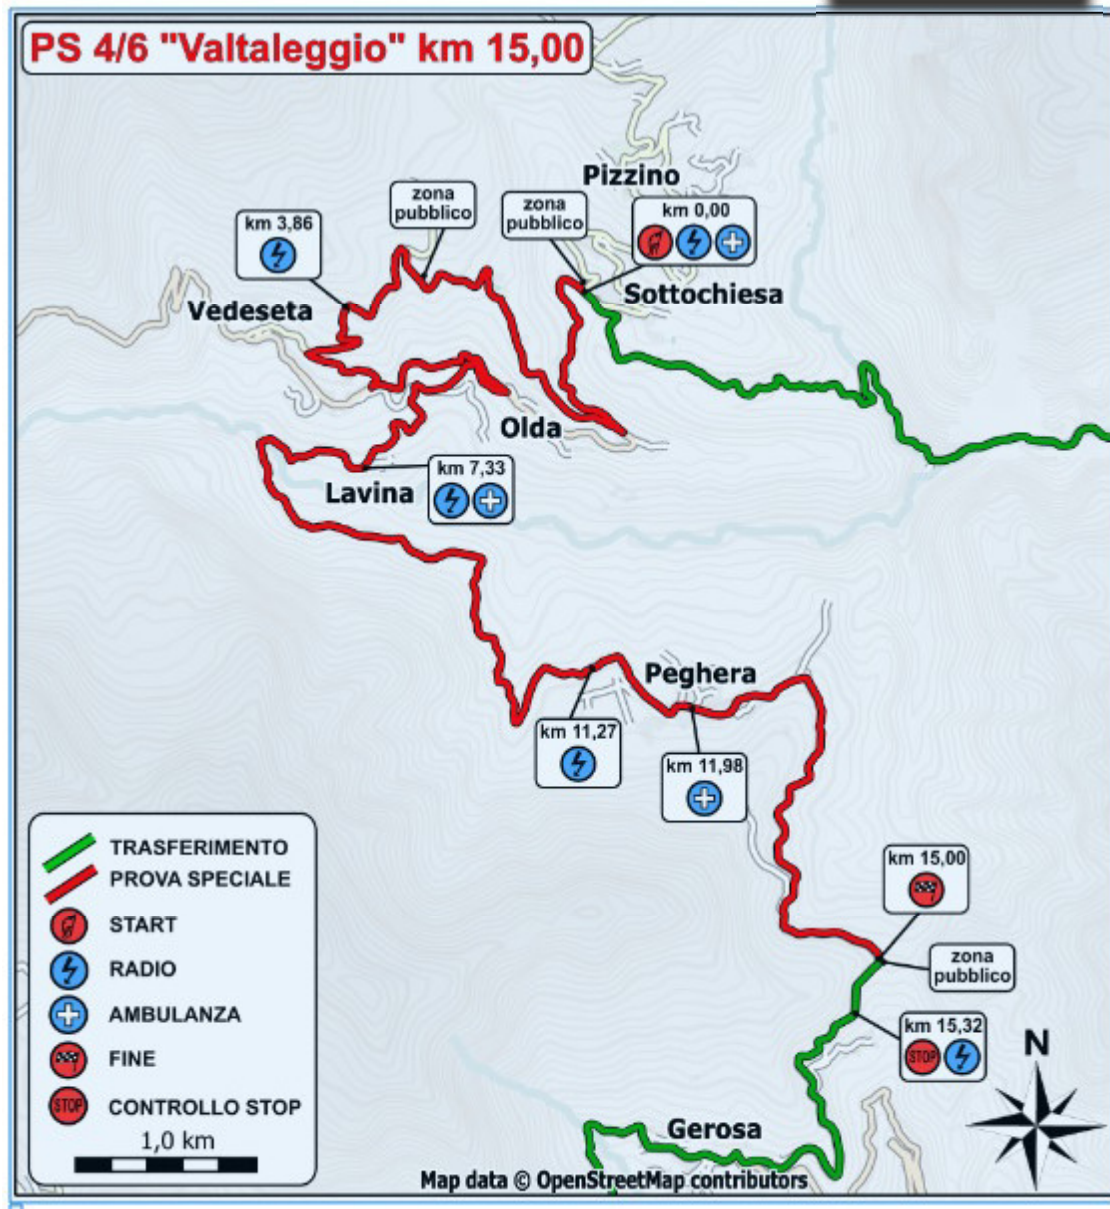 PS 4/6 "Valtaleggio" km 15,00
Pizzino
zona
pubblico
zona
pubblico
km 0,00
km 3,86
Sottochiesa
Vedeseta
Olda
km 7,33
Lavina
Peghera
km 11,27
km 11,98
km 15,00
zona
pubblico
km 15,32
STOP
N
Gerosa
TRASFERIMENTO
PROVA SPECIALE
START
RADIO
AMBULANZA
FINE
STOP
CONTROLLO STOP
1,0 km
Map data © OpenStreetMap contributors